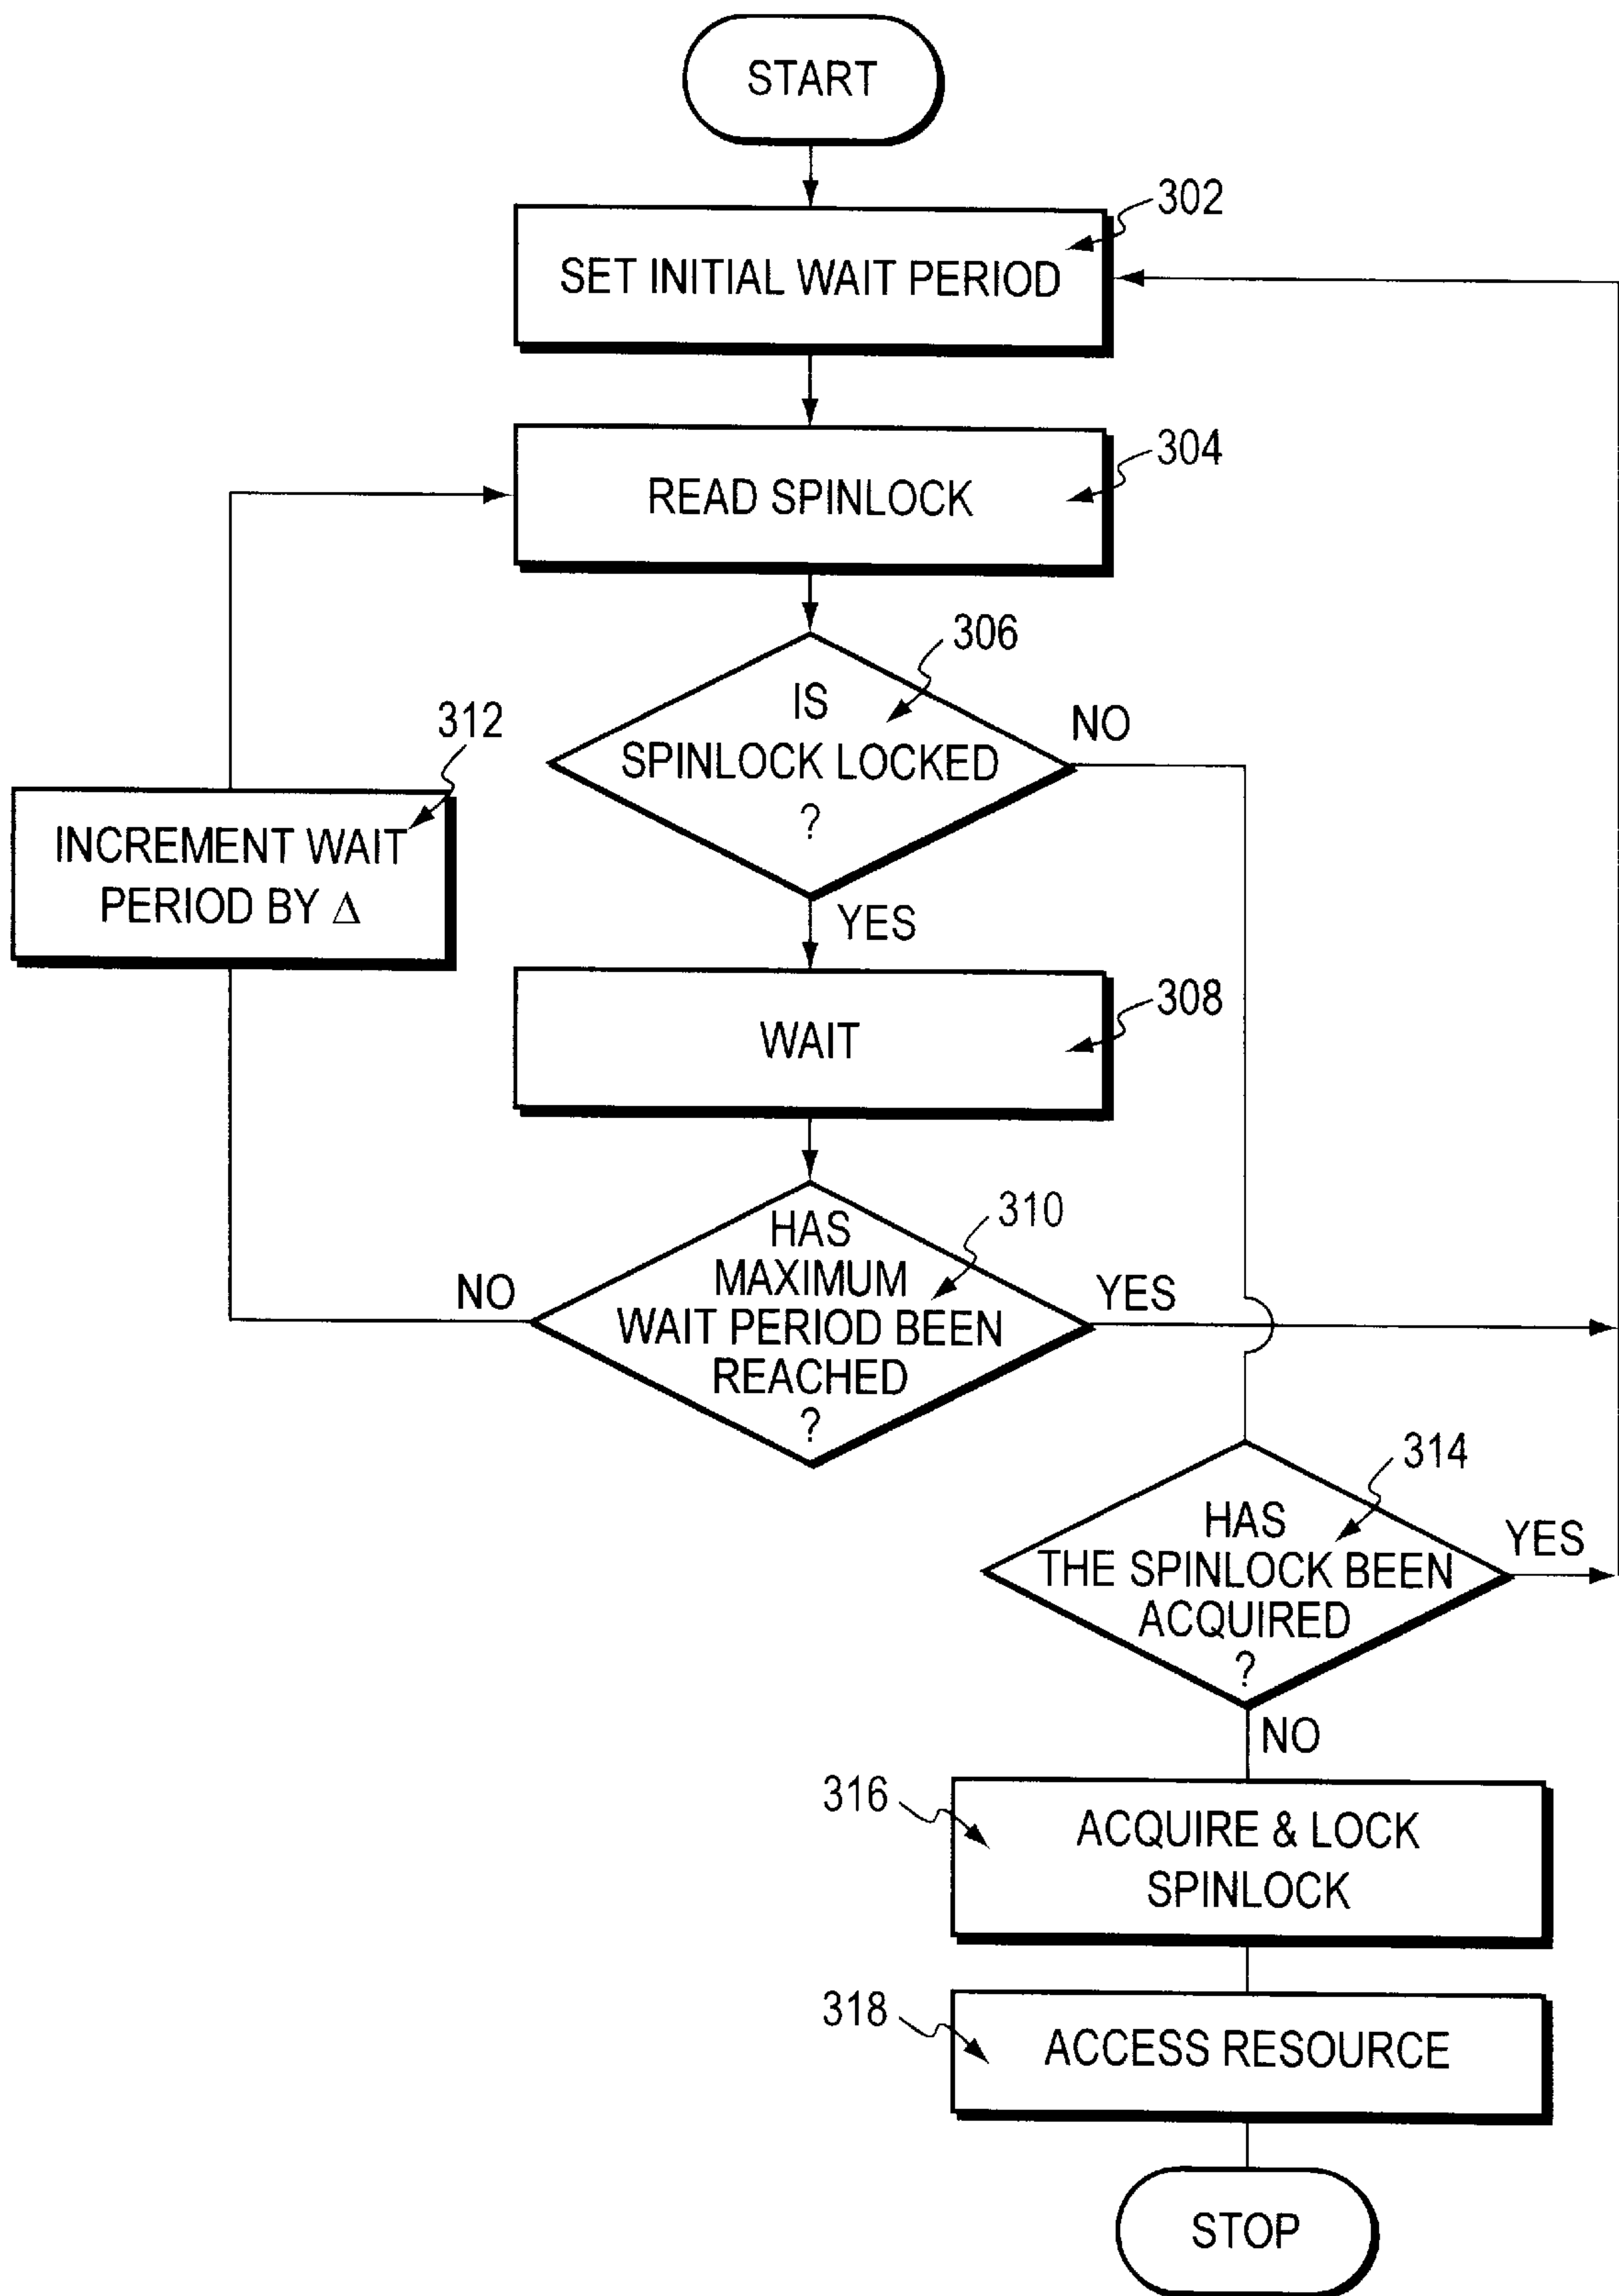 START
302
SET INITIAL WAIT PERIOD
304
READ SPINLOCK
306
IS
SPINLOCK LOCKED
?
NO
312
INCREMENT WAIT
PERIOD BY Δ
YES
308
WAIT
310
HAS
MAXIMUM
WAIT PERIOD BEEN
REACHED
?
NO
YES
314
HAS
THE SPINLOCK BEEN
ACQUIRED
?
YES
NO
316
ACQUIRE & LOCK
SPINLOCK
318
ACCESS RESOURCE
STOP